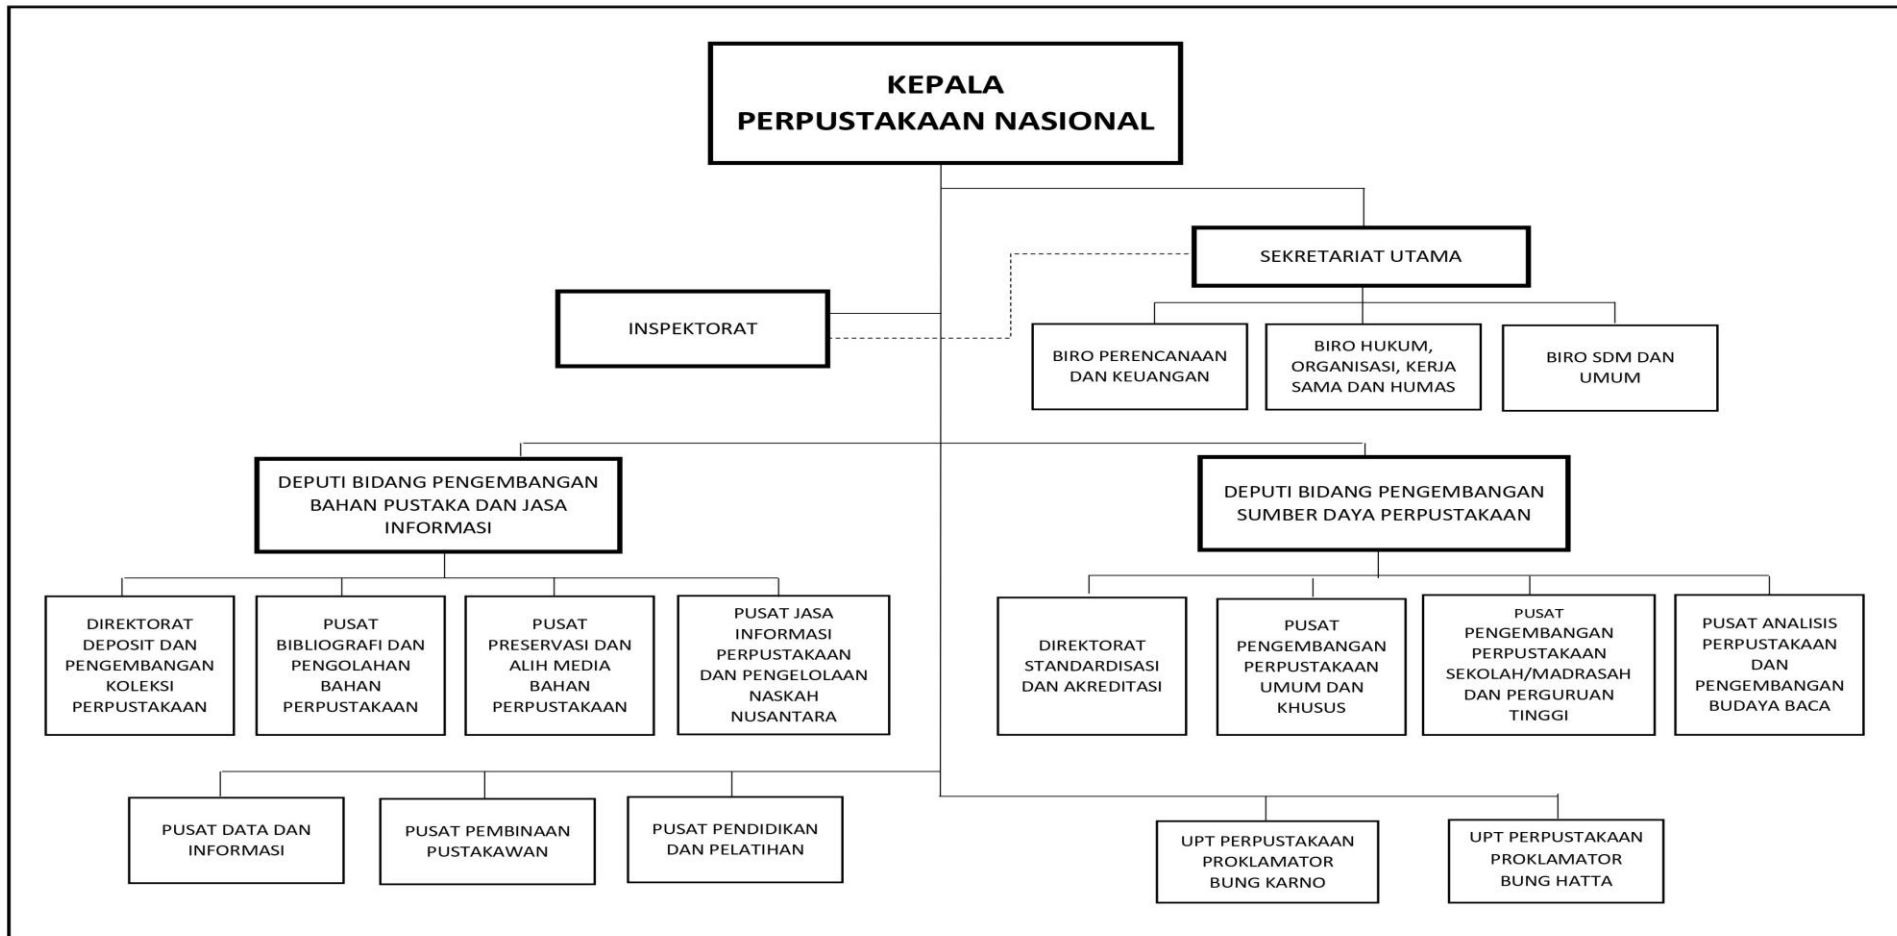 KEPALA
PERPUSTAKAAN NASIONAL
SEKRETARIAT UTAMA
INSPEKTORAT
BIRO PERENCANAAN
DAN KEUANGAN
BIRO HUKUM,
ORGANISASI, KERJA
SAMA DAN HUMAS
BIRO SDM DAN
UMUM
DEPUTI BIDANG PENGEMBANGAN
BAHAN PUSTAKA DAN JASA
INFORMASI
DEPUTI BIDANG PENGEMBANGAN
SUMBER DAYA PERPUSTAKAAN
DIREKTORAT
DEPOSIT DAN
PENGEMBANGAN
KOLEKSI
PERPUSTAKAAN
PUSAT
BIBLIOGRAFI DAN
PENGOLAHAN
BAHAN
PERPUSTAKAAN
PUSAT
PRESERVASI DAN
ALIH MEDIA
BAHAN
PERPUSTAKAAN
PUSAT JASA
INFORMASI
PERPUSTAKAAN
DAN PENGELOLAAN
NASKAH
NUSANTARA
DIREKTORAT
STANDARDISASI
DAN AKREDITASI
PUSAT
PENGEMBANGAN
PERPUSTAKAAN
UMUM DAN
KHUSUS
PUSAT
PENGEMBANGAN
PERPUSTAKAAN
SEKOLAH/MADRASAH
DAN PERGURUAN
TINGGI
PUSAT ANALISIS
PERPUSTAKAAN
DAN
PENGEMBANGAN
BUDAYA BACA
PUSAT DATA DAN
INFORMASI
PUSAT PEMBINAAN
PUSTAKAWAN
PUSAT PENDIDIKAN
DAN PELATIHAN
UPT PERPUSTAKAAN
PROKLAMATOR
BUNG KARNO
UPT PERPUSTAKAAN
PROKLAMATOR
BUNG HATTA